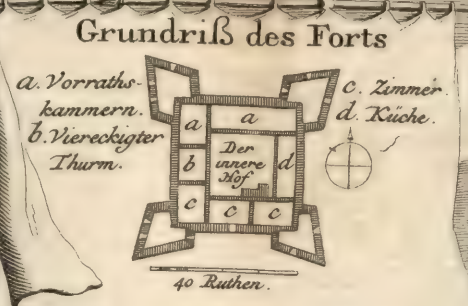 Grundriß des Forts
a. Vorraths-
kammern.
b. Viereckigter
Thurm.
c. Zimmer.
d. Küche.
a
a
b
Der
innere
Hof
d
c
c
c
40 Ruthen.